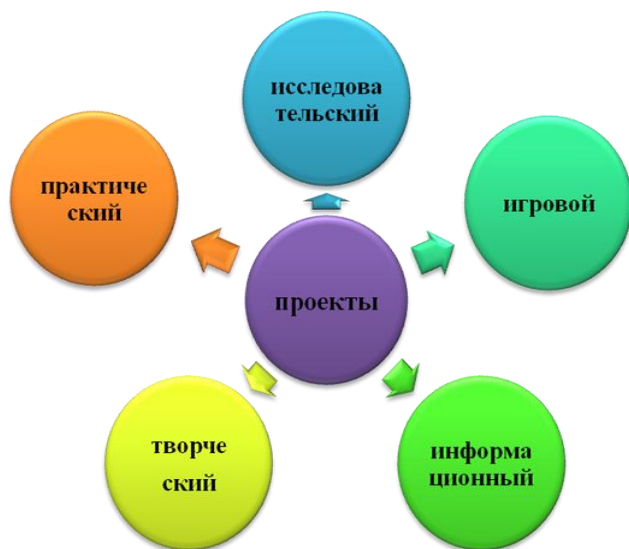 исследова
тельский
практиче
ский
игровой
проекты
творче
ский
информа
ционный